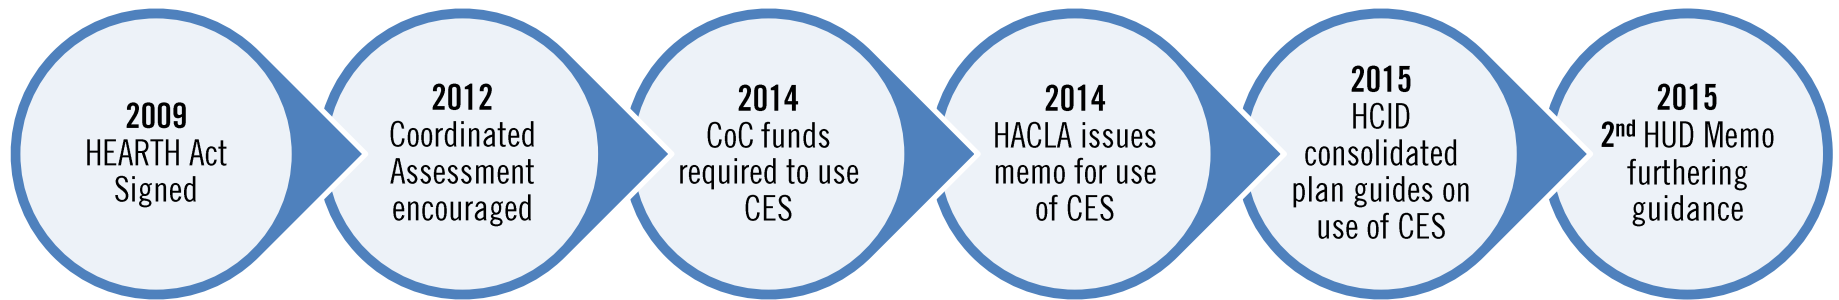 2009
HEARTH Act
Signed
2012
Coordinated
Assessment
encouraged
2014
CoC funds
required to use
CES
2014
HACLA issues
memo for use
of CES
2015
HCID
consolidated
plan guides on
use of CES
2015
2nd HUD Memo
furthering
guidance